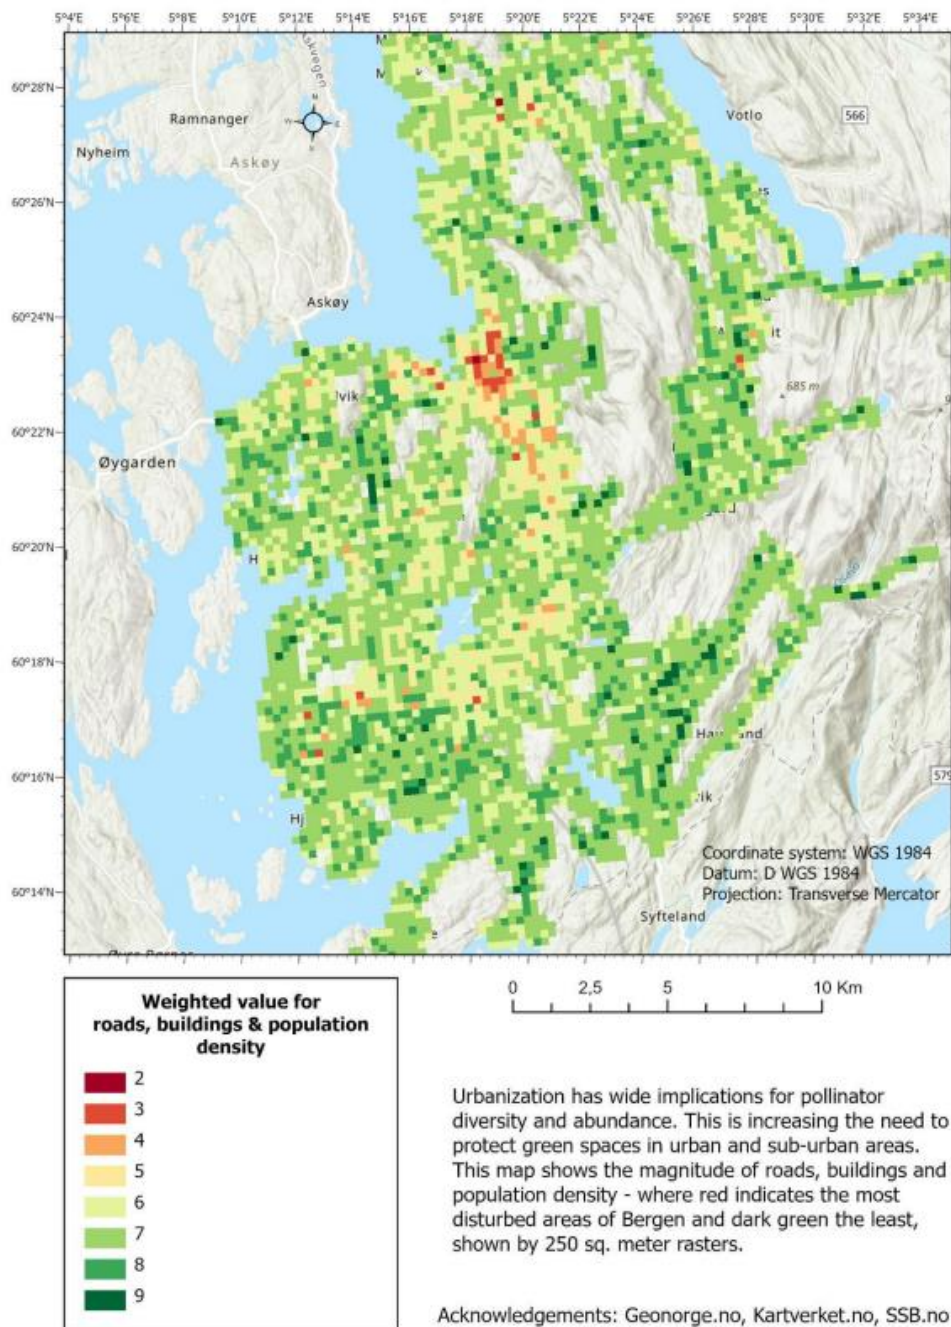 5°4'E 5°6'E 5°8'E 5°10'E 5°12'E 5°14'E 5°16'E 5°18'E 5°20'E 5°22'E 5°24'E 5°26'E 5°28'E 5°30'E 5°32'E 5°34'E
M
60°28'N
Ramnanger
Votlo
566
Nyheim
Askøy
60°26'N
Askøy
60°24'N
it
685 m
60°22'N
vik
Øygarden
60°20'N
H
60°18'N
60°16'N
579
ik
Hj
Coordinate system: WGS 1984
Datum: D WGS 1984
Projection: Transverse Mercator
60°14'N
Syfteland
e
Weighted value for
roads, buildings & population
density
2
3
4
5
6
7
8
9
0 2,5 5 10 Km
Urbanization has wide implications for pollinator
diversity and abundance. This is increasing the need to
protect green spaces in urban and sub-urban areas.
This map shows the magnitude of roads, buildings and
population density - where red indicates the most
disturbed areas of Bergen and dark green the least,
shown by 250 sq. meter rasters.
Acknowledgements: Geonorge.no, Kartverket.no, SSB.no